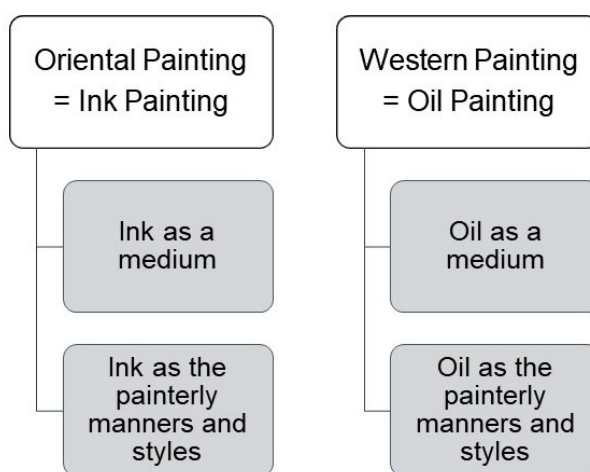 Oriental Painting
= Ink Painting
Ink as a
medium
Ink as the
painterly
manners and
styles
Western Painting
= Oil Painting
Oil as a
medium
Oil as the
painterly
manners and
styles